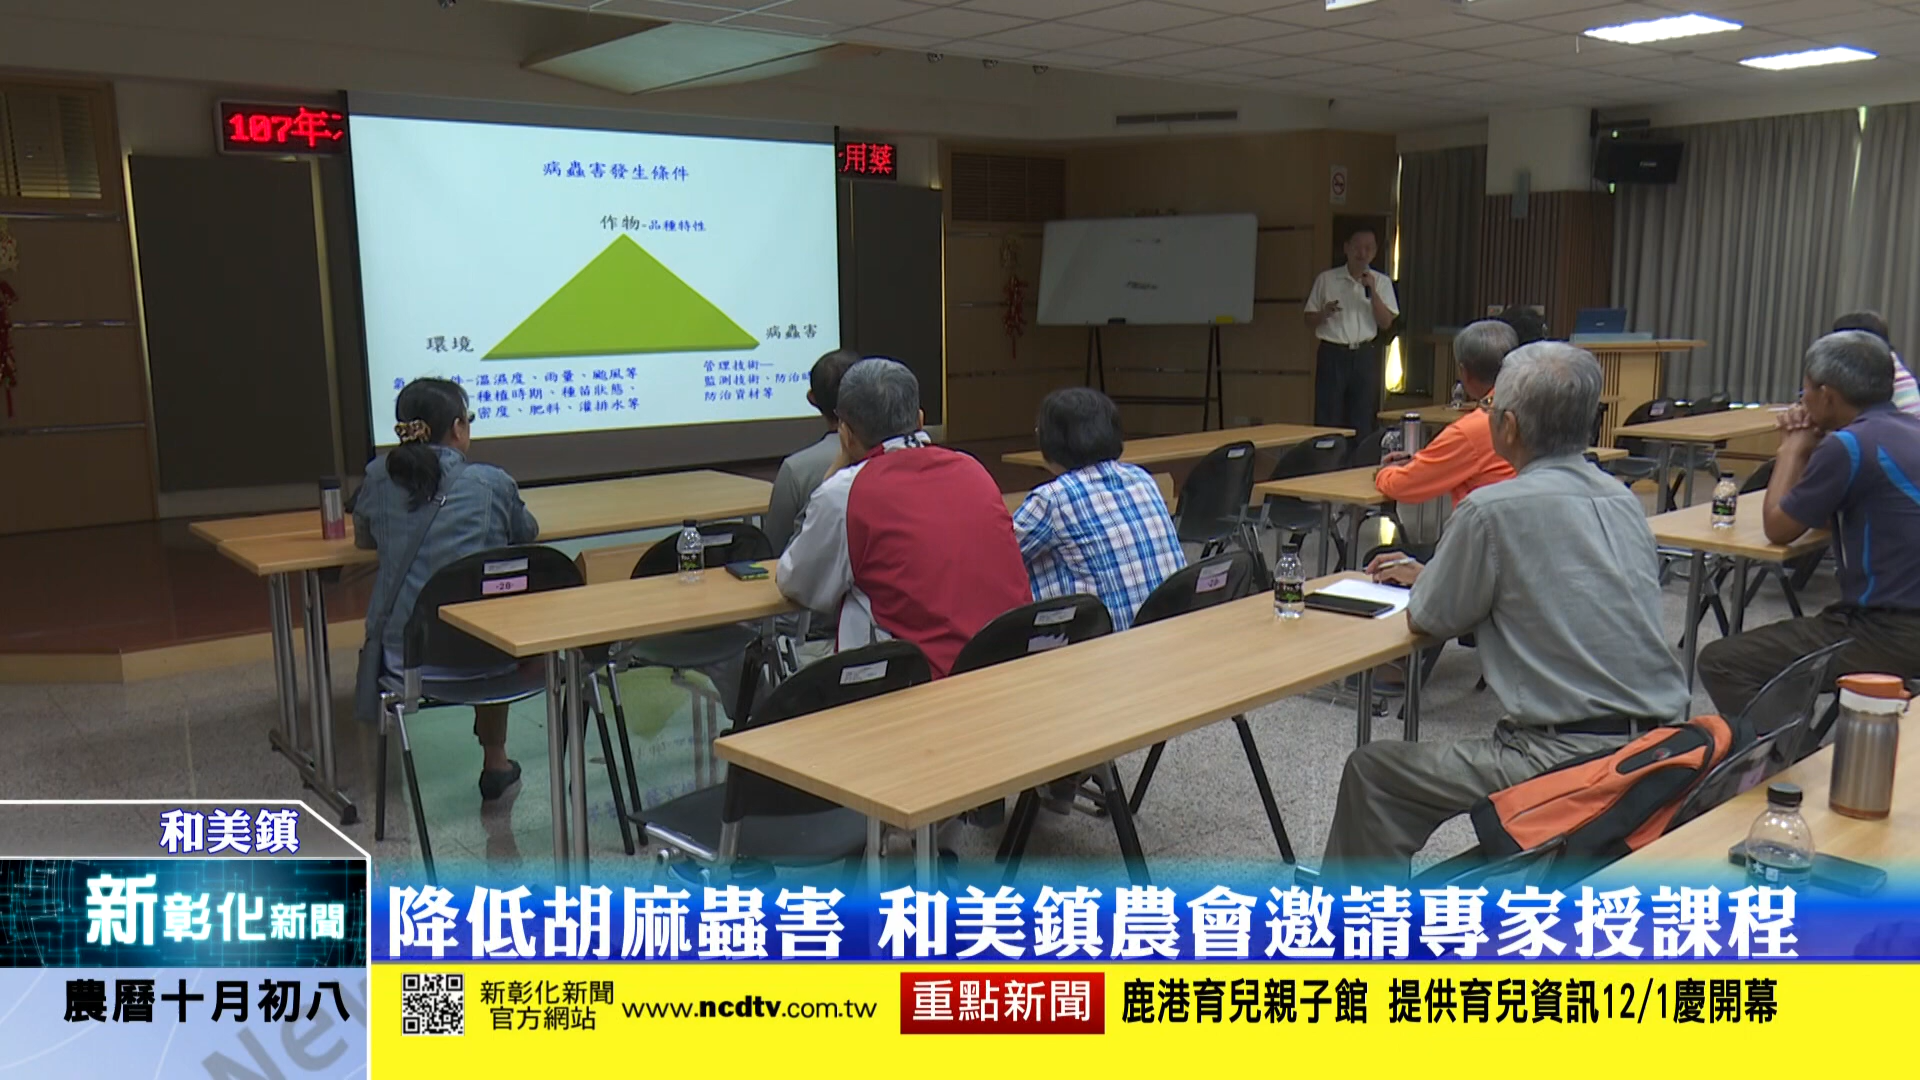 107年
用藥
病蟲害發生條件
作物-品種特性
環境
病蟲害
件-溫濕度、雨量、颱風等
-種植時期、種苗狀態、
密度、肥料、灌排水等
管理技術—
監測技術、防治時
防治資材等
-28-
和美鎮
新彰化新聞
降低胡麻蟲害 和美鎮農會邀請專家授課程
農曆十月初八
新彰化新聞
官方網站
www.ncdtv.com.tw
重點新聞
鹿港育兒親子館 提供育兒資訊12/1慶開幕